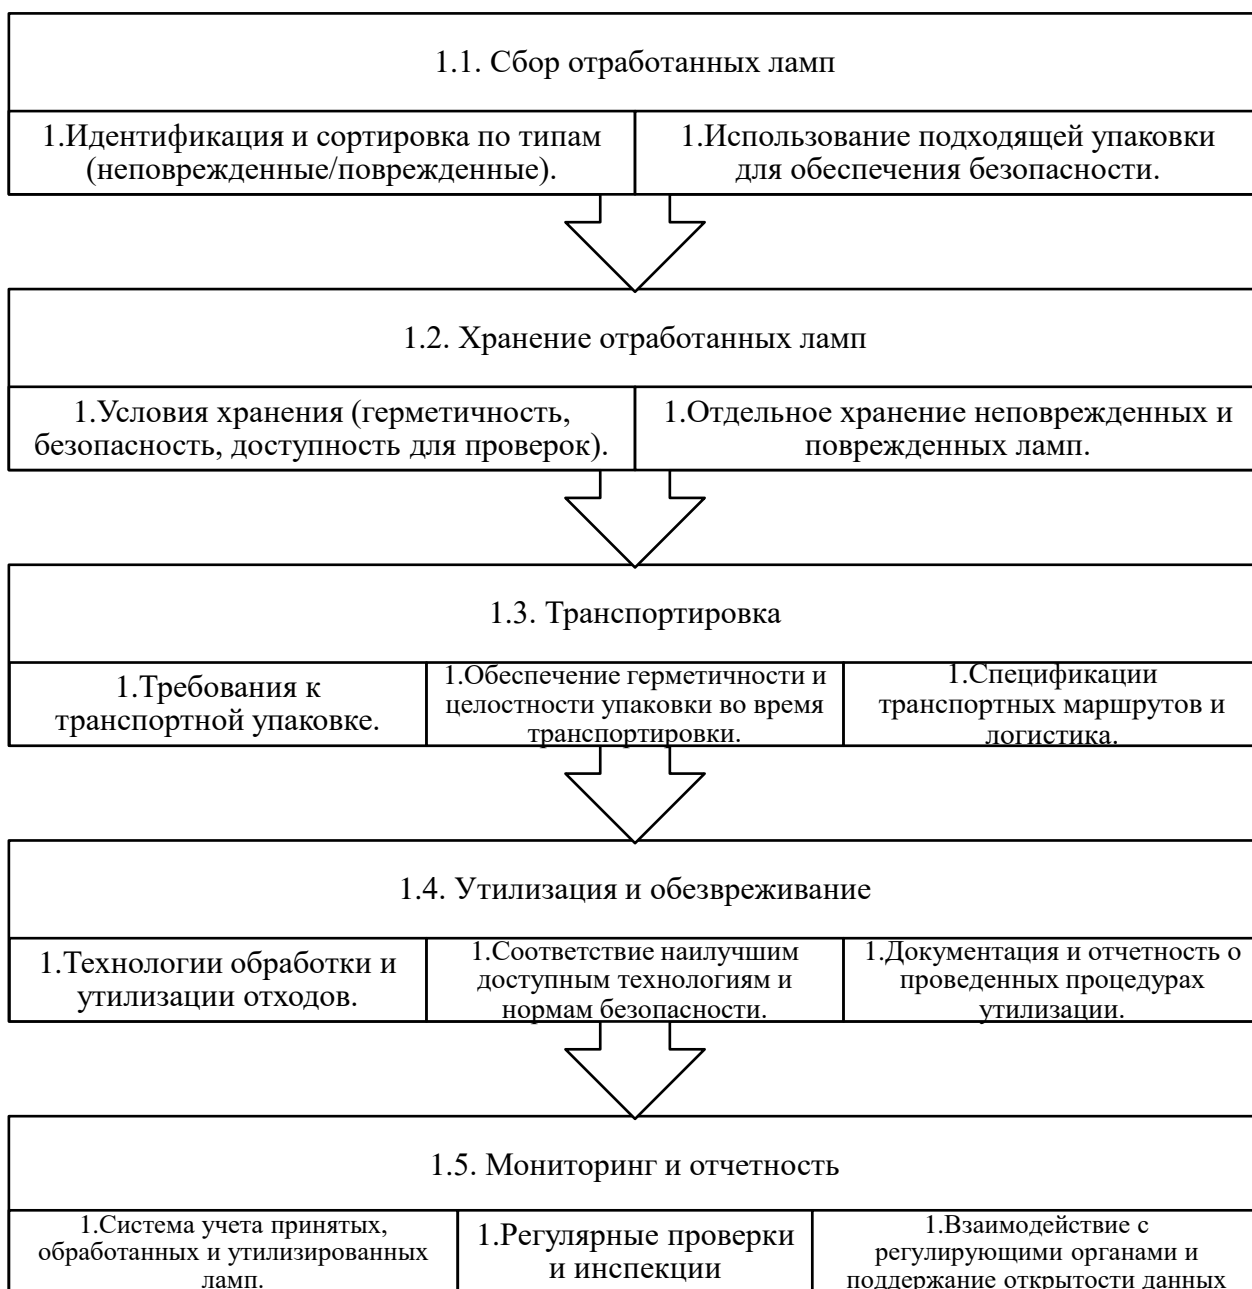 1.1. Сбор отработанных ламп
1.Идентификация и сортировка по типам
(неповрежденные/поврежденные).
1.Использование подходящей упаковки
для обеспечения безопасности.
1.2. Хранение отработанных ламп
1.Условия хранения (герметичность,
безопасность, доступность для проверок).
1.Отдельное хранение неповрежденных и
поврежденных ламп.
1.3. Транспортировка
1.Требования к
транспортной упаковке.
1.Обеспечение герметичности и
целостности упаковки во время
транспортировки.
1.Спецификации
транспортных маршрутов и
логистика.
1.4. Утилизация и обезвреживание
1.Технологии обработки и
утилизации отходов.
1.Соответствие наилучшим
доступным технологиям и
нормам безопасности.
1.Документация и отчетность о
проведенных процедурах
утилизации.
1.5. Мониторинг и отчетность
1.Система учета принятых,
обработанных и утилизированных
ламп.
1.Регулярные проверки
и инспекции
1.Взаимодействие с
регулирующими органами и
поддержание открытости данных